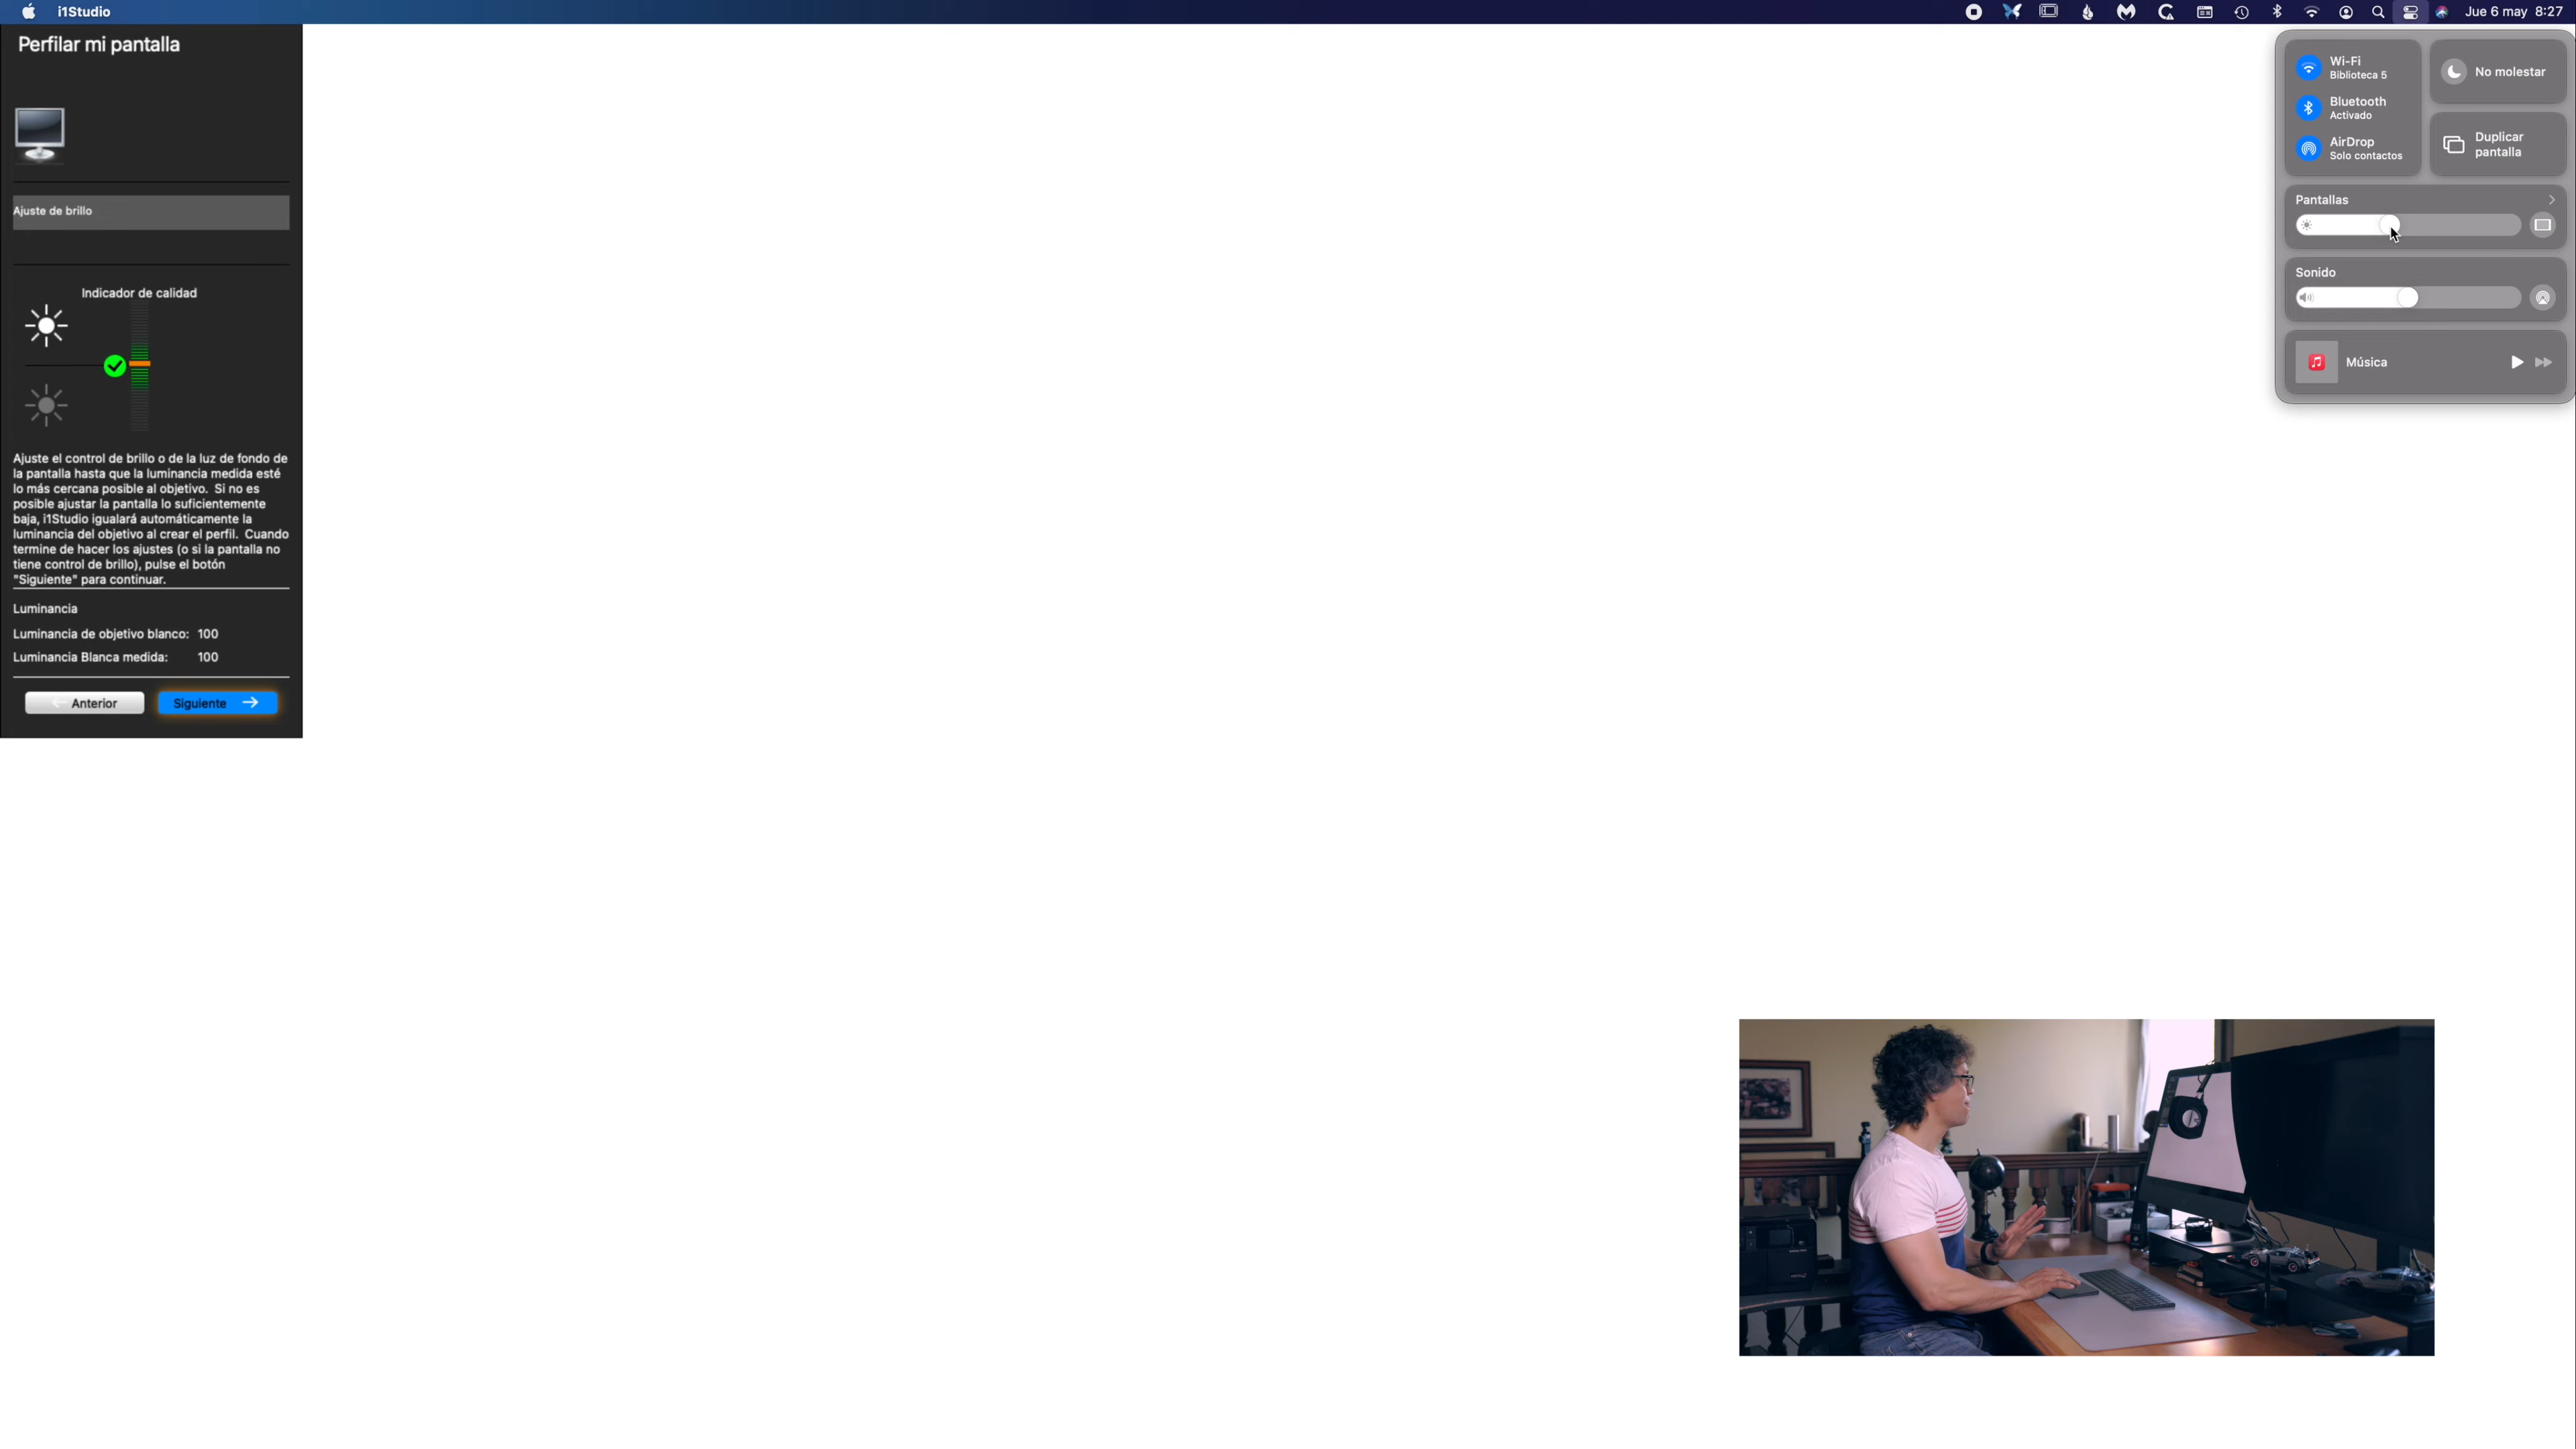 i1Studio
Jue 6 may 8:27
Perfilar mi pantalla
Ajuste de brillo
Indicador de calidad
Ajuste el control de brillo o de la luz de fondo de
la pantalla hasta que la luminancia medida esté
lo más cercana posible al objetivo. Si no es
posible ajustar la pantalla lo suficientemente
baja, i1Studio igualará automáticamente la
luminancia del objetivo al crear el perfil. Cuando
termine de hacer los ajustes (o si la pantalla no
tiene control de brillo), pulse el botón
"Siguiente" para continuar.
Luminancia
Luminancia de objetivo blanco: 100
Luminancia Blanca medida: 100
Anterior
Siguiente
Wi-Fi
Biblioteca 5
Bluetooth
Activado
AirDrop
Solo contactos
No molestar
Duplicar
pantalla
Pantallas
Sonido
Música